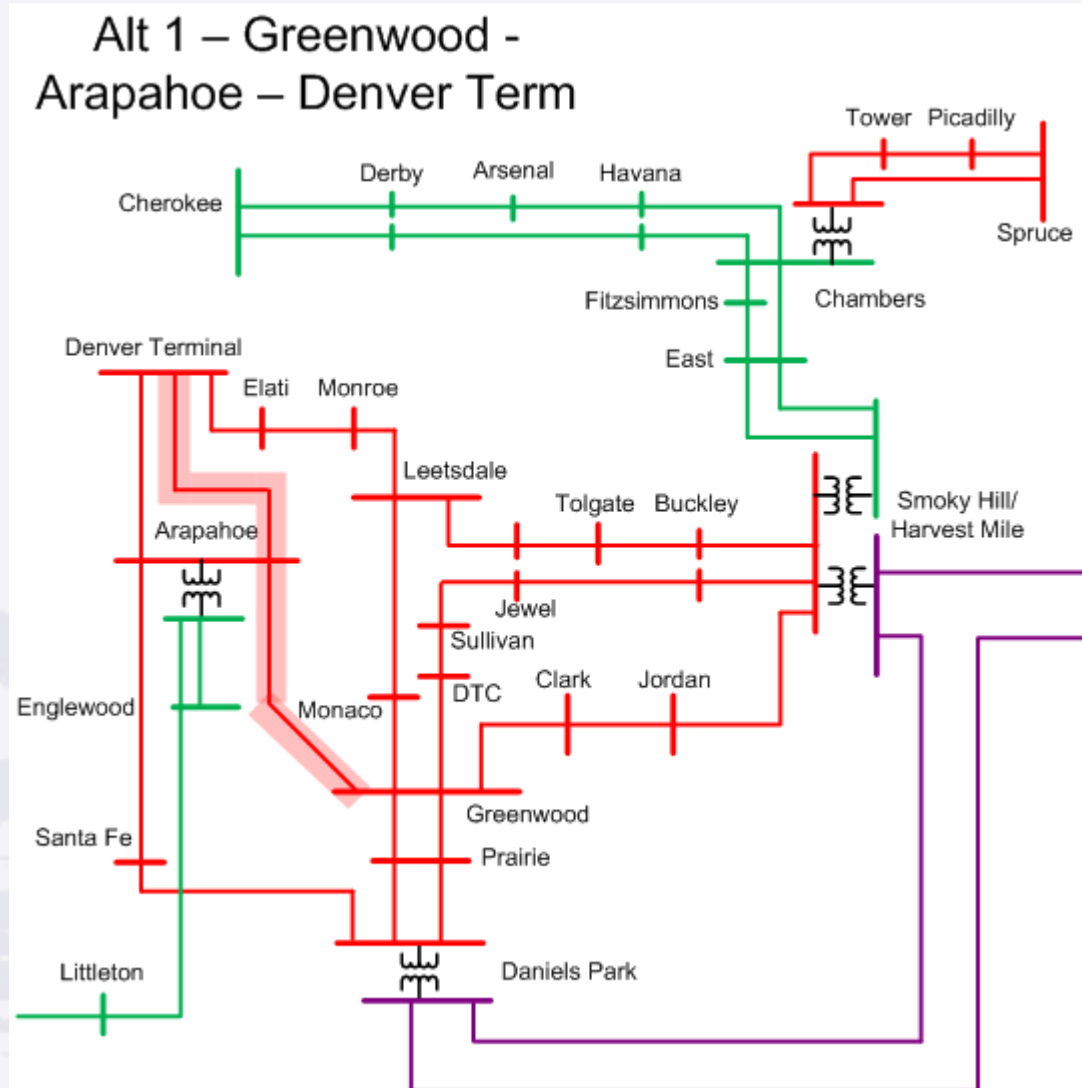 Alt 1 – Greenwood -
Arapahoe – Denver Term
Tower Picadilly
Derby Arsenal Havana
Cherokee
Spruce
Fitzsimmons Chambers
Denver Terminal East
Elati Monroe
Leetsdale
Tolgate Buckley Smoky Hill/
Harvest Mile
Arapahoe
Jewel
Sullivan
Clark Jordan
DTC
Englewood Monaco
Greenwood
Santa Fe
Prairie
Littleton Daniels Park